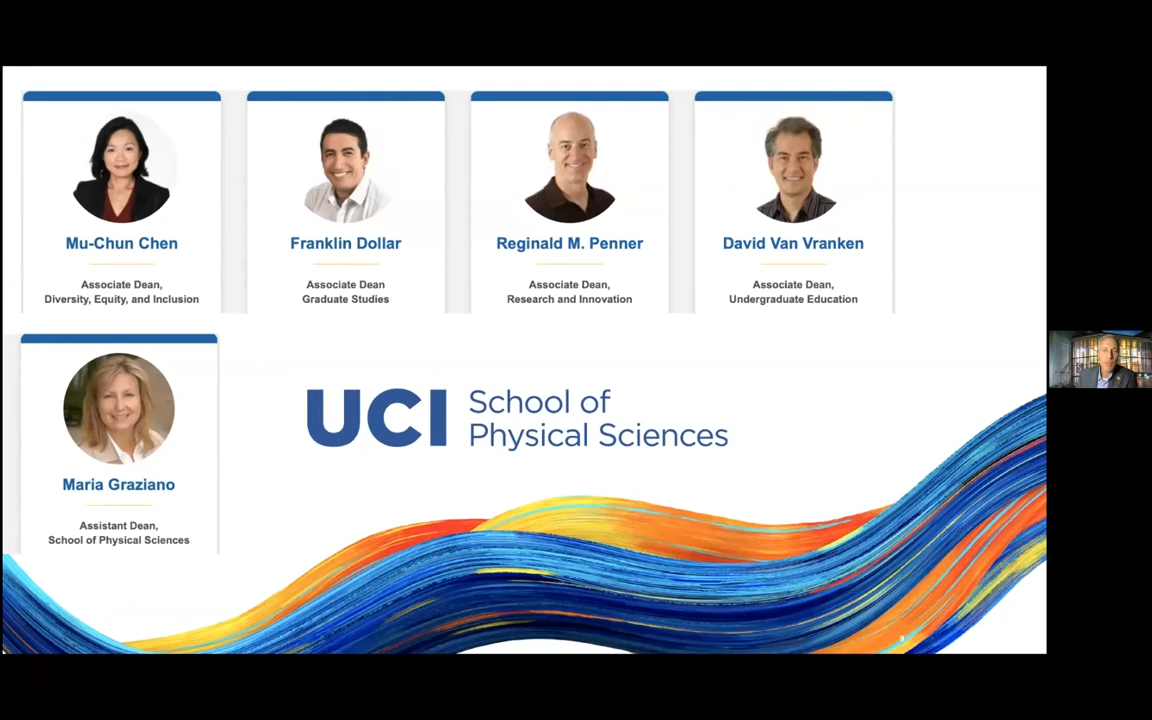 Mu-Chun Chen
Associate Dean,
Diversity, Equity, and Inclusion
Franklin Dollar
Associate Dean
Graduate Studies
Reginald M. Penner
Associate Dean,
Research and Innovation
David Van Vranken
Associate Dean,
Undergraduate Education
Maria Graziano
Assistant Dean,
School of Physical Sciences
UCI School of
Physical Sciences
9